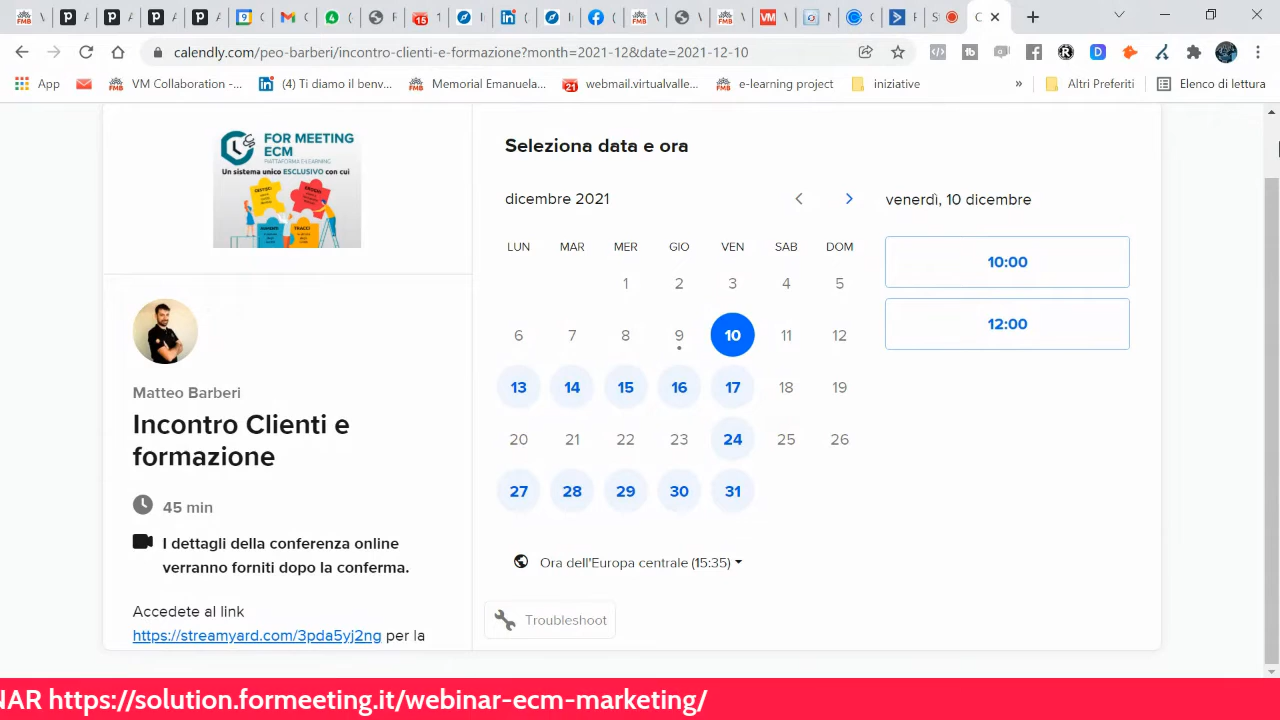 calendly.com/peo-barberi/incontro-clienti-e-formazione?month=2021-12&date=2021-12-10
App
VM Collaboration -...
(4) Ti diamo il benv...
Memorial Emanuela...
webmail.virtualvalle...
e-learning project
iniziative
»
Altri Preferiti
Elenco di lettura
FOR MEETING
ECM
PIATTAFORMA E-LEARNING
Un sistema unico ESCLUSIVO con cui
Matteo Barberi
Incontro Clienti e
formazione
45 min
I dettagli della conferenza online
verranno forniti dopo la conferma.
Accedete al link
https://streamyard.com/3pda5yj2ng per la
Seleziona data e ora
dicembre 2021
LUN MAR MER GIO VEN SAB DOM
1 2 3 4 5
6 7 8 9 10 11 12
13 14 15 16 17 18 19
20 21 22 23 24 25 26
27 28 29 30 31
Ora dell'Europa centrale (15:35)
Troubleshoot
venerdì, 10 dicembre
10:00
12:00
NAR https://solution.formeeting.it/webinar-ecm-marketing/